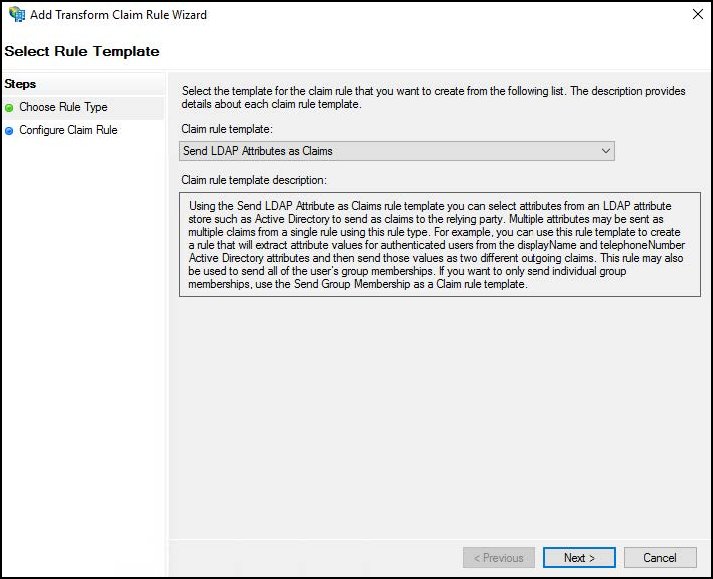 Add Transform Claim Rule Wizard
Select Rule Template
Steps
Choose Rule Type
Configure Claim Rule
Select the template for the claim rule that you want to create from the following list. The description provides
details about each claim rule template.
Claim rule template:
Send LDAP Attributes as Claims
Claim rule template description:
Using the Send LDAP Attribute as Claims rule template you can select attributes from an LDAP attribute
store such as Active Directory to send as claims to the relying party. Multiple attributes may be sent as
multiple claims from a single rule using this rule type. For example, you can use this rule template to create
a rule that will extract attribute values for authenticated users from the displayName and telephoneNumber
Active Directory attributes and then send those values as two different outgoing claims. This rule may also
be used to send all of the user's group memberships. If you want to only send individual group
memberships, use the Send Group Membership as a Claim rule template.
< Previous
Next >
Cancel